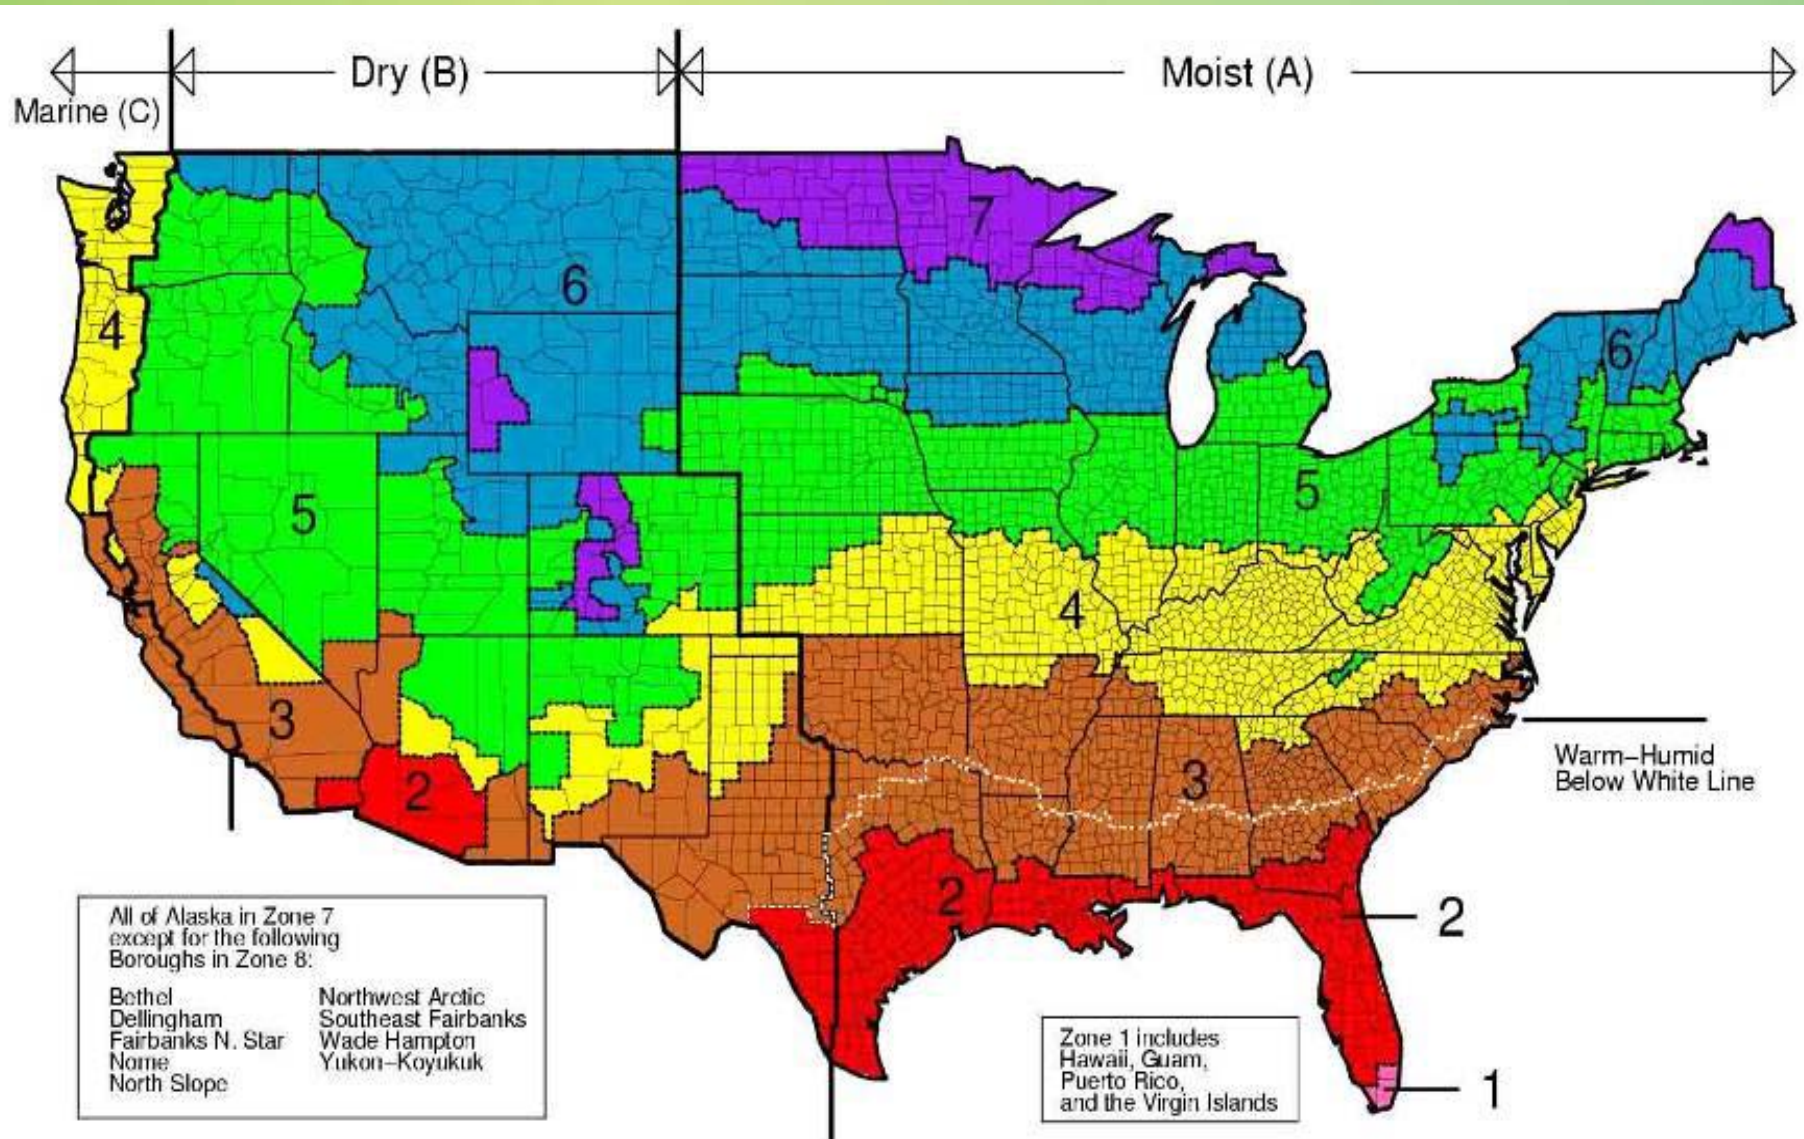 Marine (C)
Dry (B)
Moist (A)
7
6
4
6
5
5
4
3
2
3
2
Warm-Humid
Below White Line
2
1
All of Alaska in Zone 7
except for the following
Boroughs in Zone 8:
Bethel
Dellingham
Fairbanks N. Star
Nome
North Slope
Northwest Arctic
Southeast Fairbanks
Wade Hampton
Yukon-Koyukuk
Zone 1 includes
Hawaii, Guam,
Puerto Rico,
and the Virgin Islands